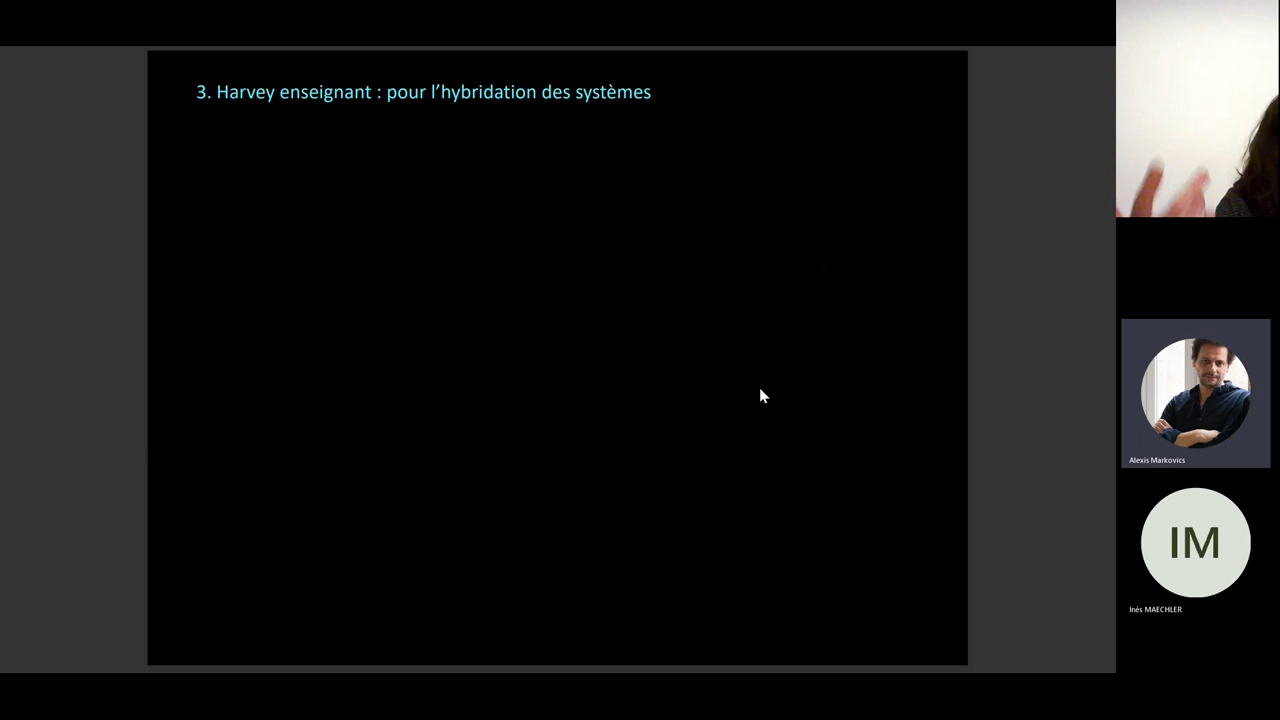 3. Harvey enseignant : pour l’hybridation des systèmes
Alexis Markovics
IM
Inès MAECHLER